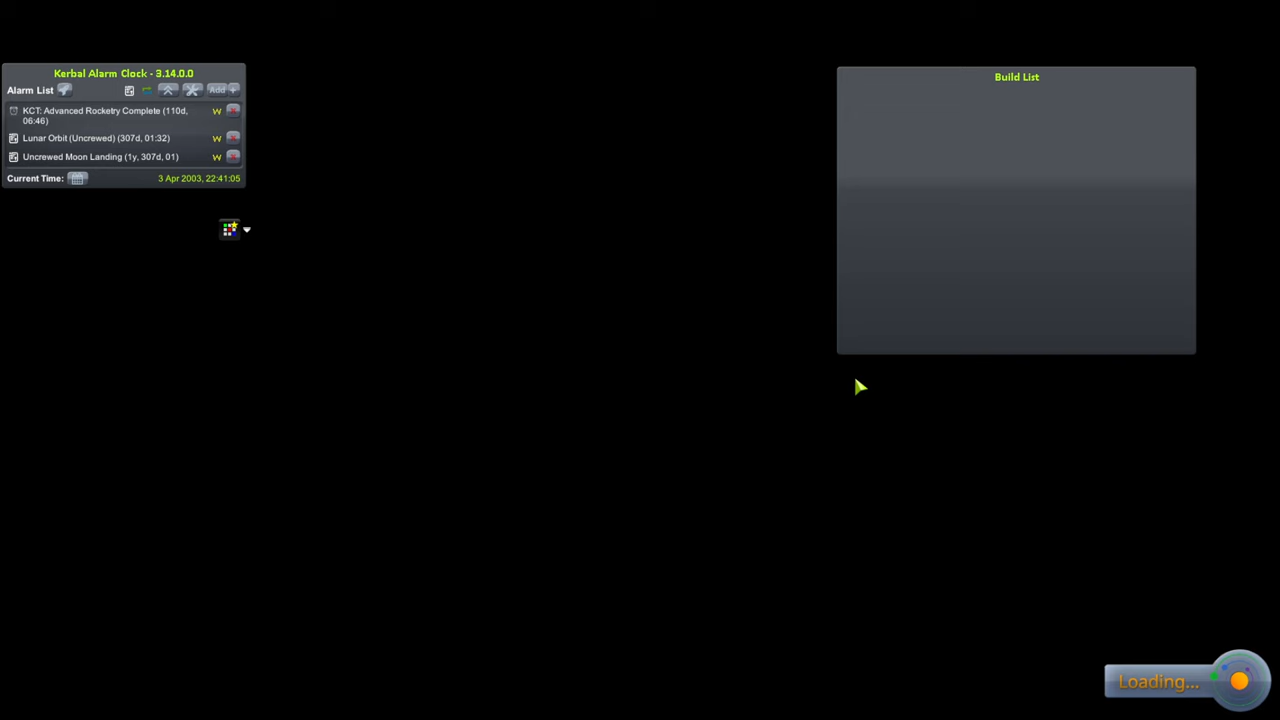 Kerbal Alarm Clock - 3.14.0.0
Alarm List
Add +
KCT: Advanced Rocketry Complete (110d,
06:46)
W
Lunar Orbit (Uncrewed) (307d, 01:32)
W
Uncrewed Moon Landing (1y, 307d, 01)
W
Current Time:
3 Apr 2003, 22:41:05
Build List
Loading...